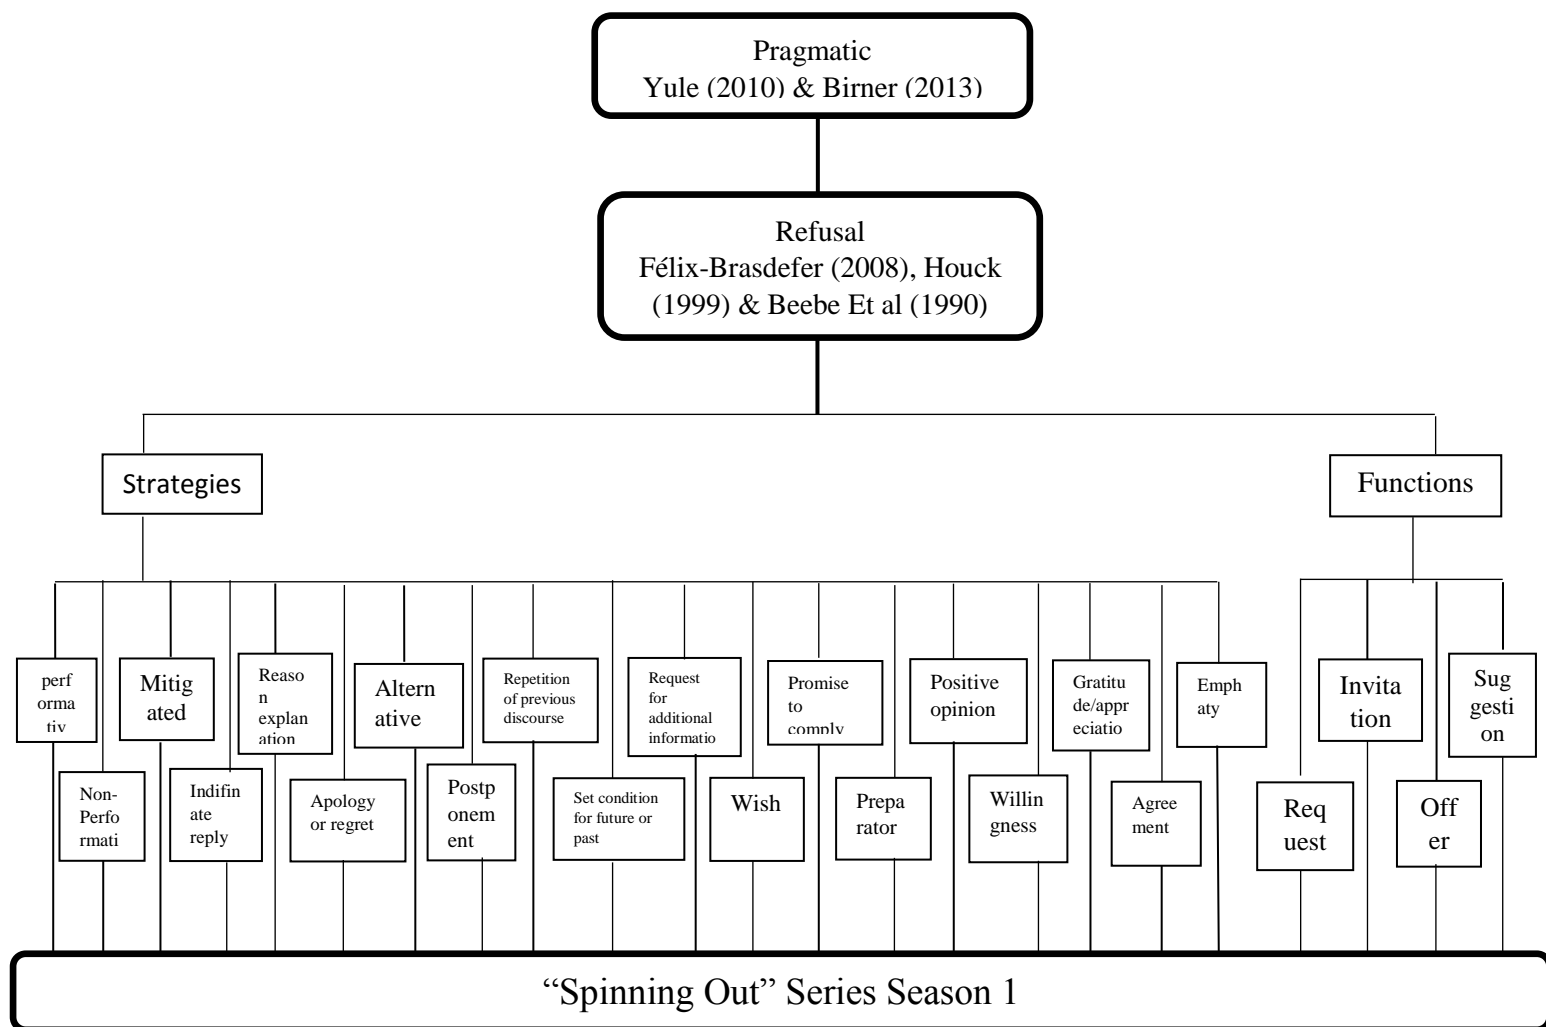 Pragmatic
Yule (2010) & Birner (2013)
Refusal
Félix-Brasdefer (2008), Houck
(1999) & Beebe Et al (1990)
Strategies
Functions
perf
orma
tiv
Mitig
ated
Reaso
n
explan
ation
Altern
ative
Repetition
of previous
discourse
Request
for
additional
informatio
Promise
to
comply
Positive
opinion
Gratitu
de/appr
eciatio
Emph
aty
Invita
tion
Sug
gesti
on
Non-
Perfo
rmati
Indifin
ate
reply
Apology
or regret
Postp
onem
ent
Set condition
for future or
past
Wish
Prepa
rator
Willin
gness
Agree
ment
Req
uest
Off
er
“Spinning Out” Series Season 1